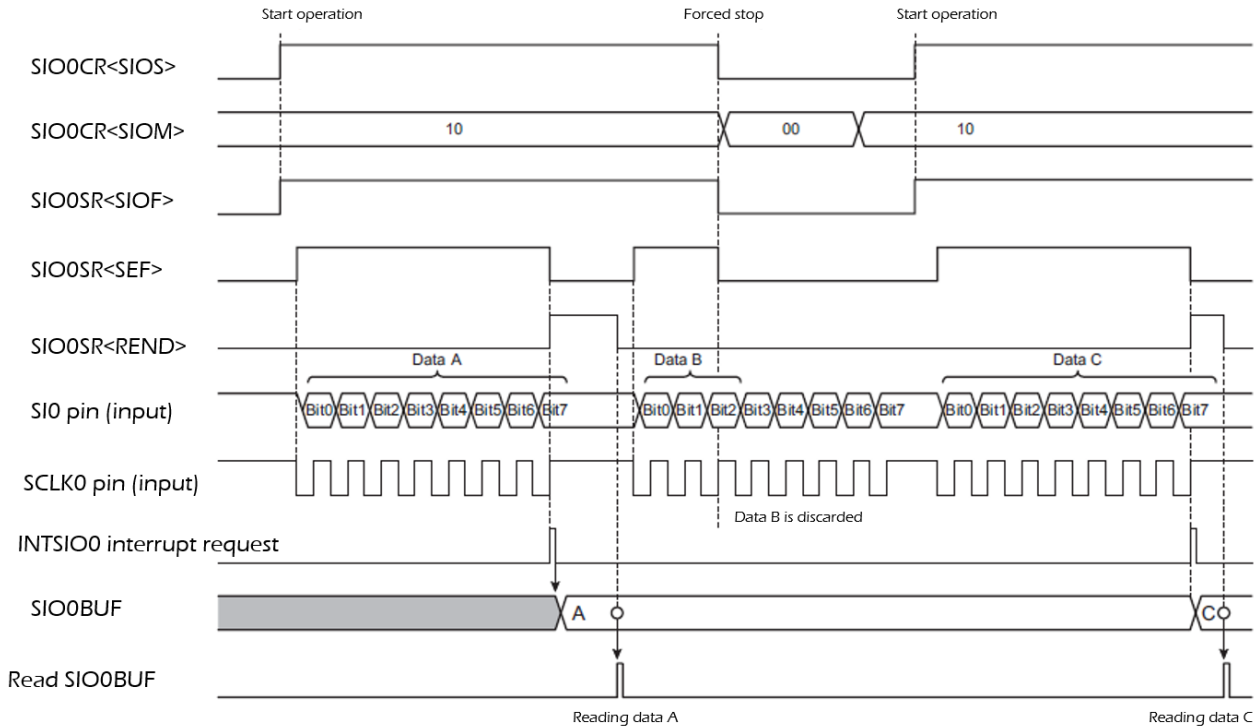 Start operation Forced stop Start operation
SIO0CR<SIOS>
SIO0CR<SIOM> 10 00 10
SIO0SR<SIOF>
SIO0SR<SEF>
SIO0SR<REND>
Data A Data B Data C
SI0 pin (input) Bit0 Bit1 Bit2 Bit3 Bit4 Bit5 Bit6 Bit7 Bit0 Bit1 Bit2 Bit3 Bit4 Bit5 Bit6 Bit7 Bit0 Bit1 Bit2 Bit3 Bit4 Bit5 Bit6 Bit7
SCLK0 pin (input)
Data B is discarded
INTSIO0 interrupt request
SIO0BUF A C
Read SIO0BUF
Reading data A Reading data C